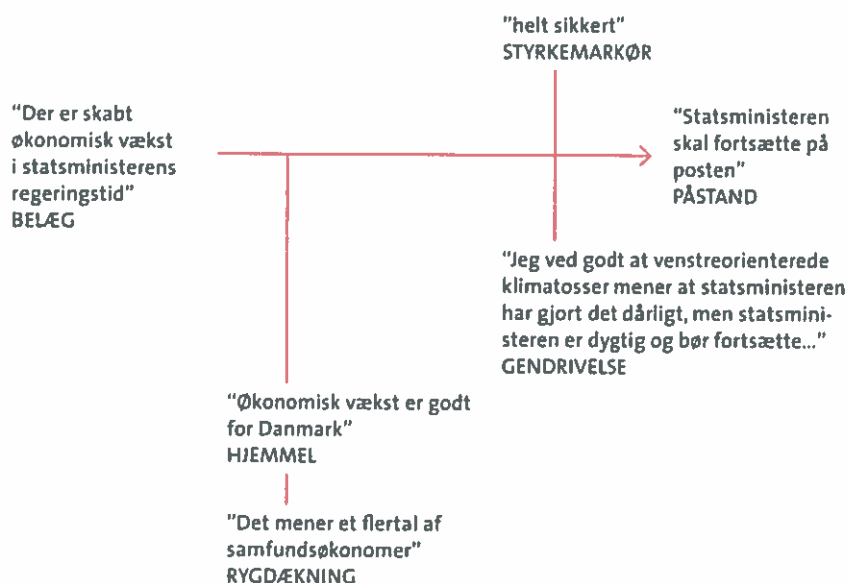 "helt sikkert"
STYRKEMARKØR
"Der er skabt
økonomisk vækst
i statsministerens
regeringstid"
BELÆG
"Statsministeren
skal fortsætte på
posten"
PÅSTAND
"Jeg ved godt at venstreorienterede
klimatosser mener at statsministeren
har gjort det dårligt, men statsmini-
steren er dygtig og bør fortsætte..."
GENDRIVELSE
"Økonomisk vækst er godt
for Danmark"
HJEMMEL
"Det mener et flertal af
samfundsøkonomer"
RYGDÆKNING